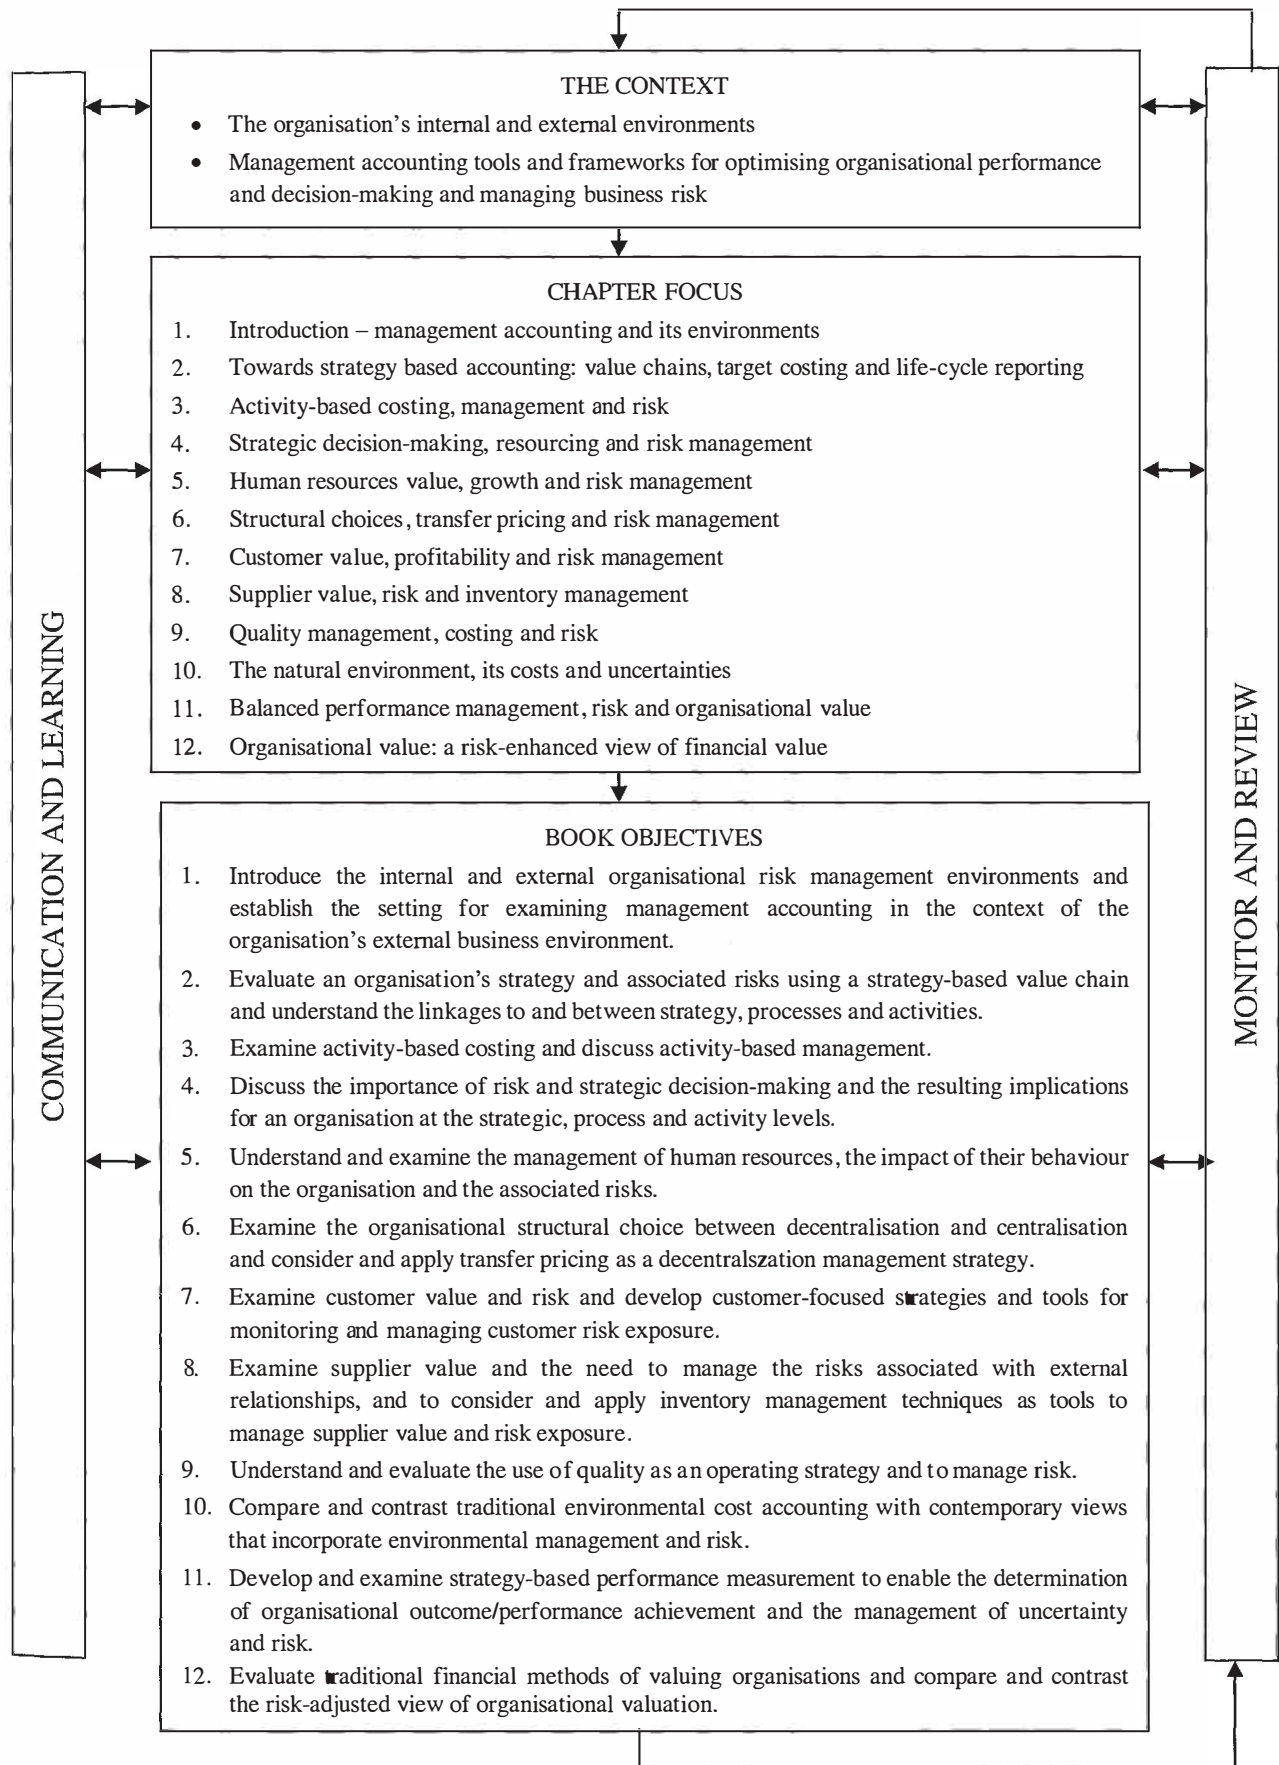 THE CONTEXT
• The organisation's internal and external environments
• Management accounting tools and frameworks for optimising organisational performance
and decision-making and managing business risk
CHAPTER FOCUS
1. Introduction – management accounting and its environments
2. Towards strategy based accounting: value chains, target costing and life-cycle reporting
3. Activity-based costing, management and risk
4. Strategic decision-making, resourcing and risk management
5. Human resources value, growth and risk management
6. Structural choices, transfer pricing and risk management
7. Customer value, profitability and risk management
8. Supplier value, risk and inventory management
9. Quality management, costing and risk
10. The natural environment, its costs and uncertainties
11. Balanced performance management, risk and organisational value
12. Organisational value: a risk-enhanced view of financial value
BOOK OBJECTIVES
1. Introduce the internal and external organisational risk management environments and
establish the setting for examining management accounting in the context of the
organisation's external business environment.
2. Evaluate an organisation's strategy and associated risks using a strategy-based value chain
and understand the linkages to and between strategy, processes and activities.
3. Examine activity-based costing and discuss activity-based management.
4. Discuss the importance of risk and strategic decision-making and the resulting implications
for an organisation at the strategic, process and activity levels.
5. Understand and examine the management of human resources, the impact of their behaviour
on the organisation and the associated risks.
6. Examine the organisational structural choice between decentralisation and centralisation
and consider and apply transfer pricing as a decentralszation management strategy.
7. Examine customer value and risk and develop customer-focused strategies and tools for
monitoring and managing customer risk exposure.
8. Examine supplier value and the need to manage the risks associated with external
relationships, and to consider and apply inventory management techniques as tools to
manage supplier value and risk exposure.
9. Understand and evaluate the use of quality as an operating strategy and to manage risk.
10. Compare and contrast traditional environmental cost accounting with contemporary views
that incorporate environmental management and risk.
11. Develop and examine strategy-based performance measurement to enable the determination
of organisational outcome/performance achievement and the management of uncertainty
and risk.
12. Evaluate traditional financial methods of valuing organisations and compare and contrast
the risk-adjusted view of organisational valuation.
COMMUNICATION AND LEARNING
MONITOR AND REVIEW